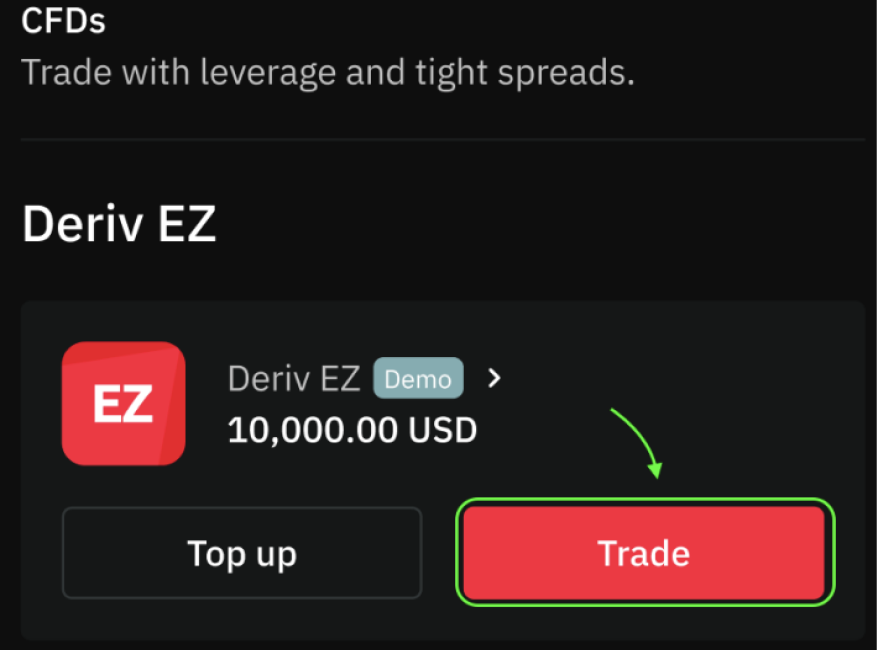 CFDs
Trade with leverage and tight spreads.
Deriv EZ
EZ
Deriv EZ Demo
10,000.00 USD
Top up
Trade